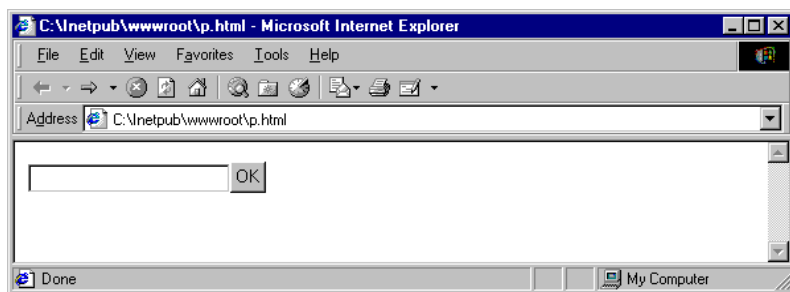 C:\Inetpub\wwwroot\p.html - Microsoft Internet Explorer
File Edit View Favorites Tools Help
Address C:\Inetpub\wwwroot\p.html
OK
Done My Computer